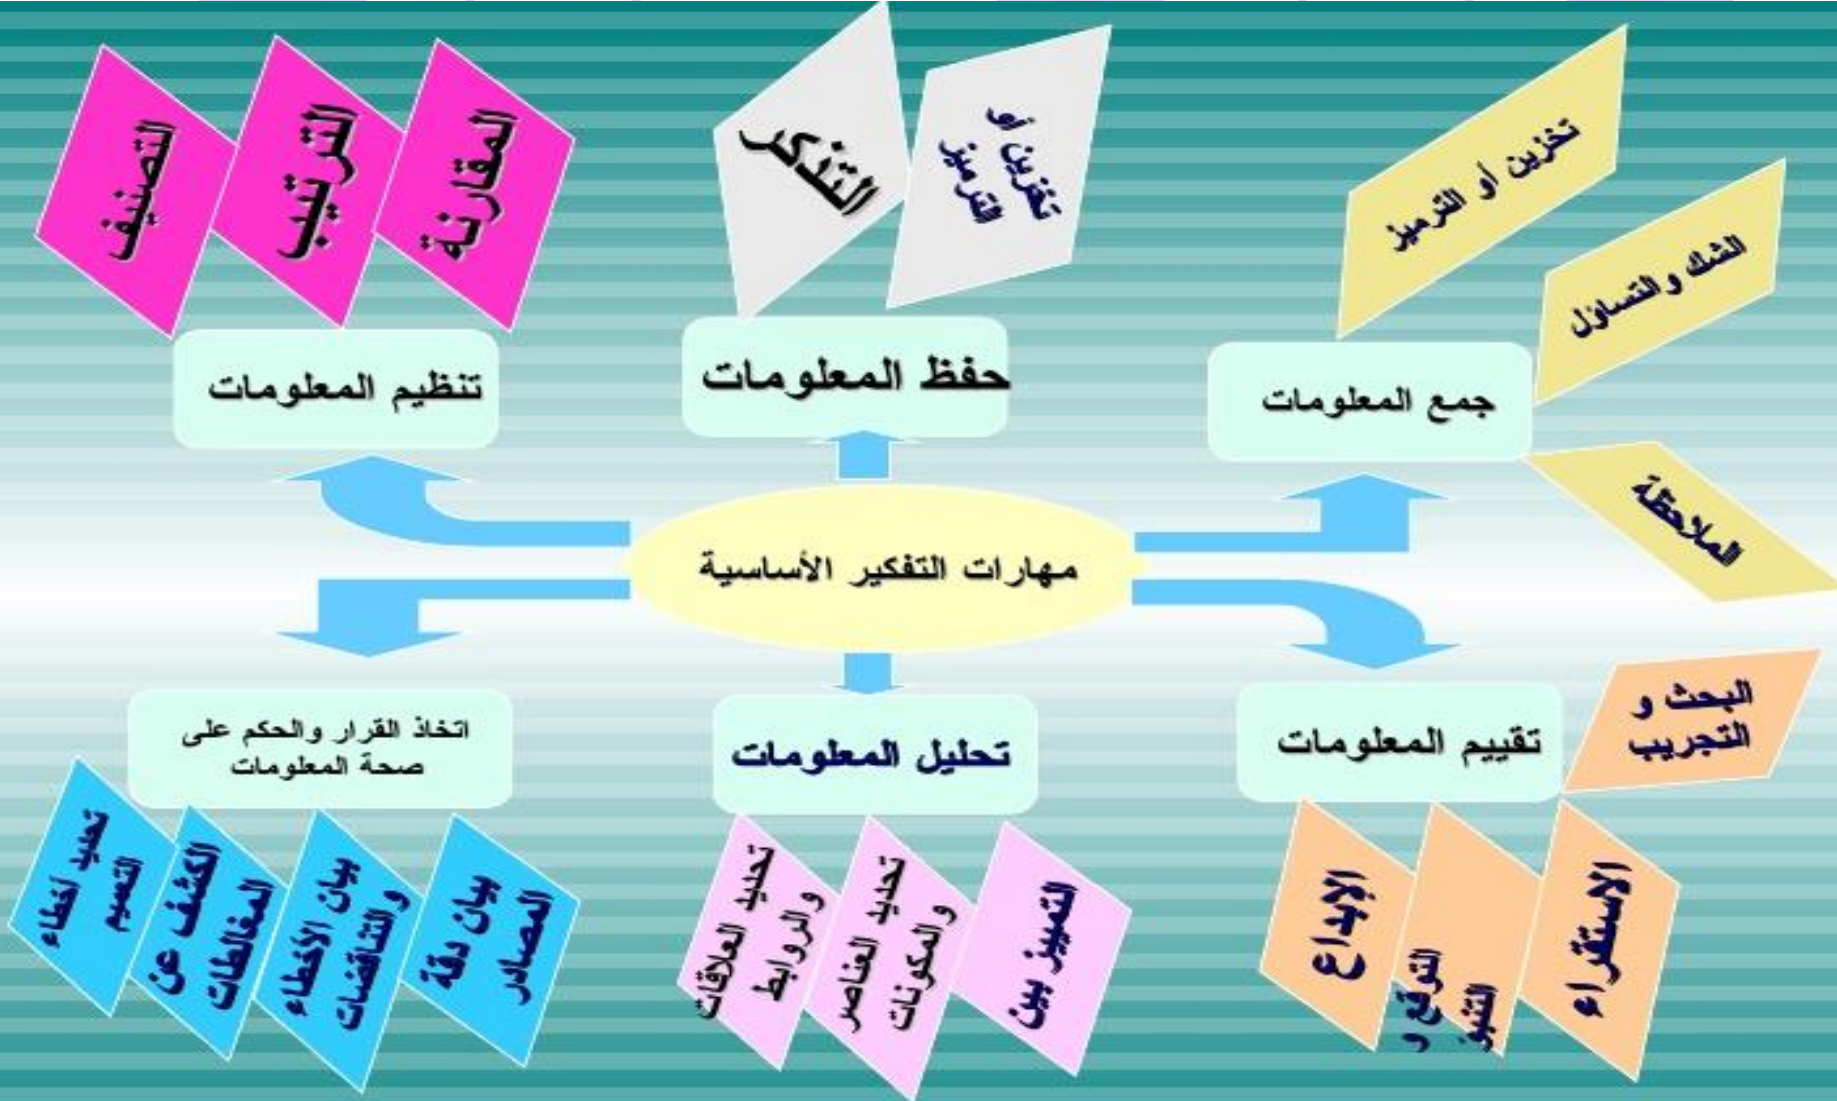 مهارات التفكير الأساسية
جمع المعلومات
تخزين أو الترميز
الشك والتساؤل
الملاحظة
حفظ المعلومات
تخزين أو
الترميز
التذكر
تنظيم المعلومات
المقارنة
الترتيب
التصنيف
تقييم المعلومات
البحث و
التجريب
الاستقراء
التوقع و
التنبؤ
الإبداع
تحليل المعلومات
التمييز بين
تحديد العناصر
والمكونات
تحديد العلاقات
والروابط
اتخاذ القرار والحكم على
صحة المعلومات
بيان دقة
المصادر
بيان الأخطاء
والتناقضات
الكشف عن
المغالطات
تحديد أخطاء
التعميم